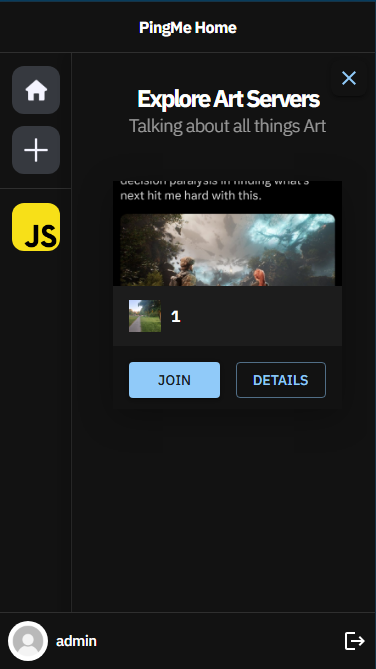 PingMe Home
Explore Art Servers
Talking about all things Art
decision paralysis in finding what's
next hit me hard with this.
JS
1
JOIN
DETAILS
admin